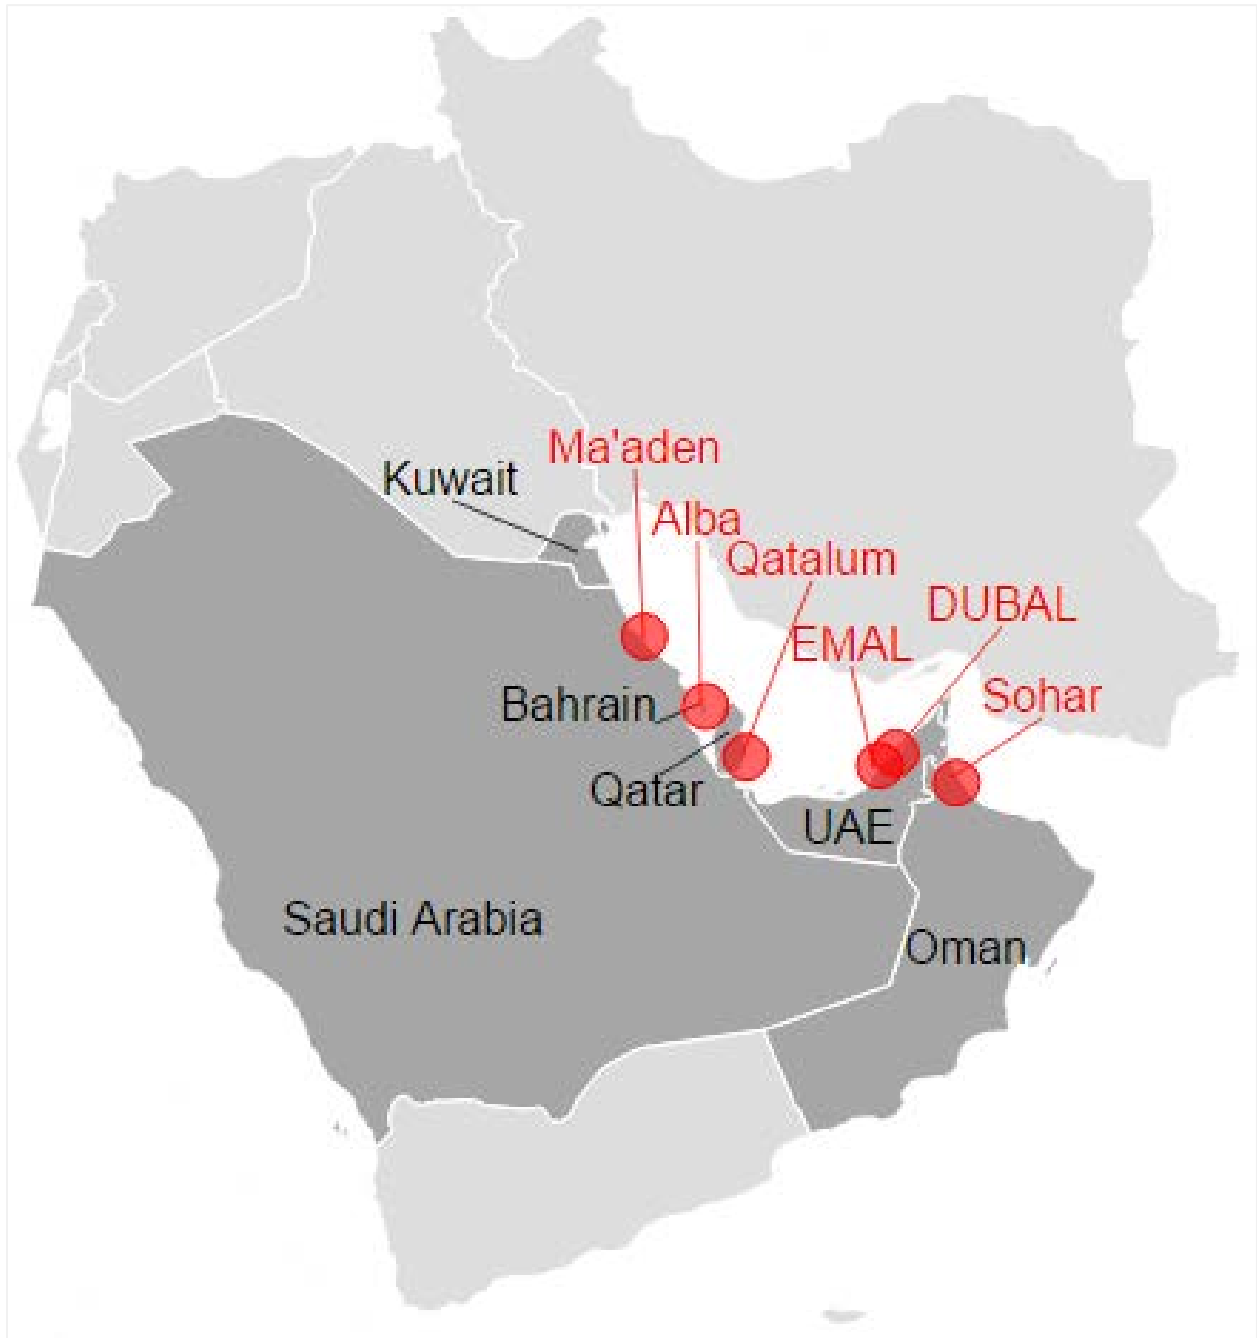 Ma'aden
Kuwait
Alba
Qatalum
DUBAL
EMAL
Sohar
Bahrain
Qatar
UAE
Saudi Arabia
Oman